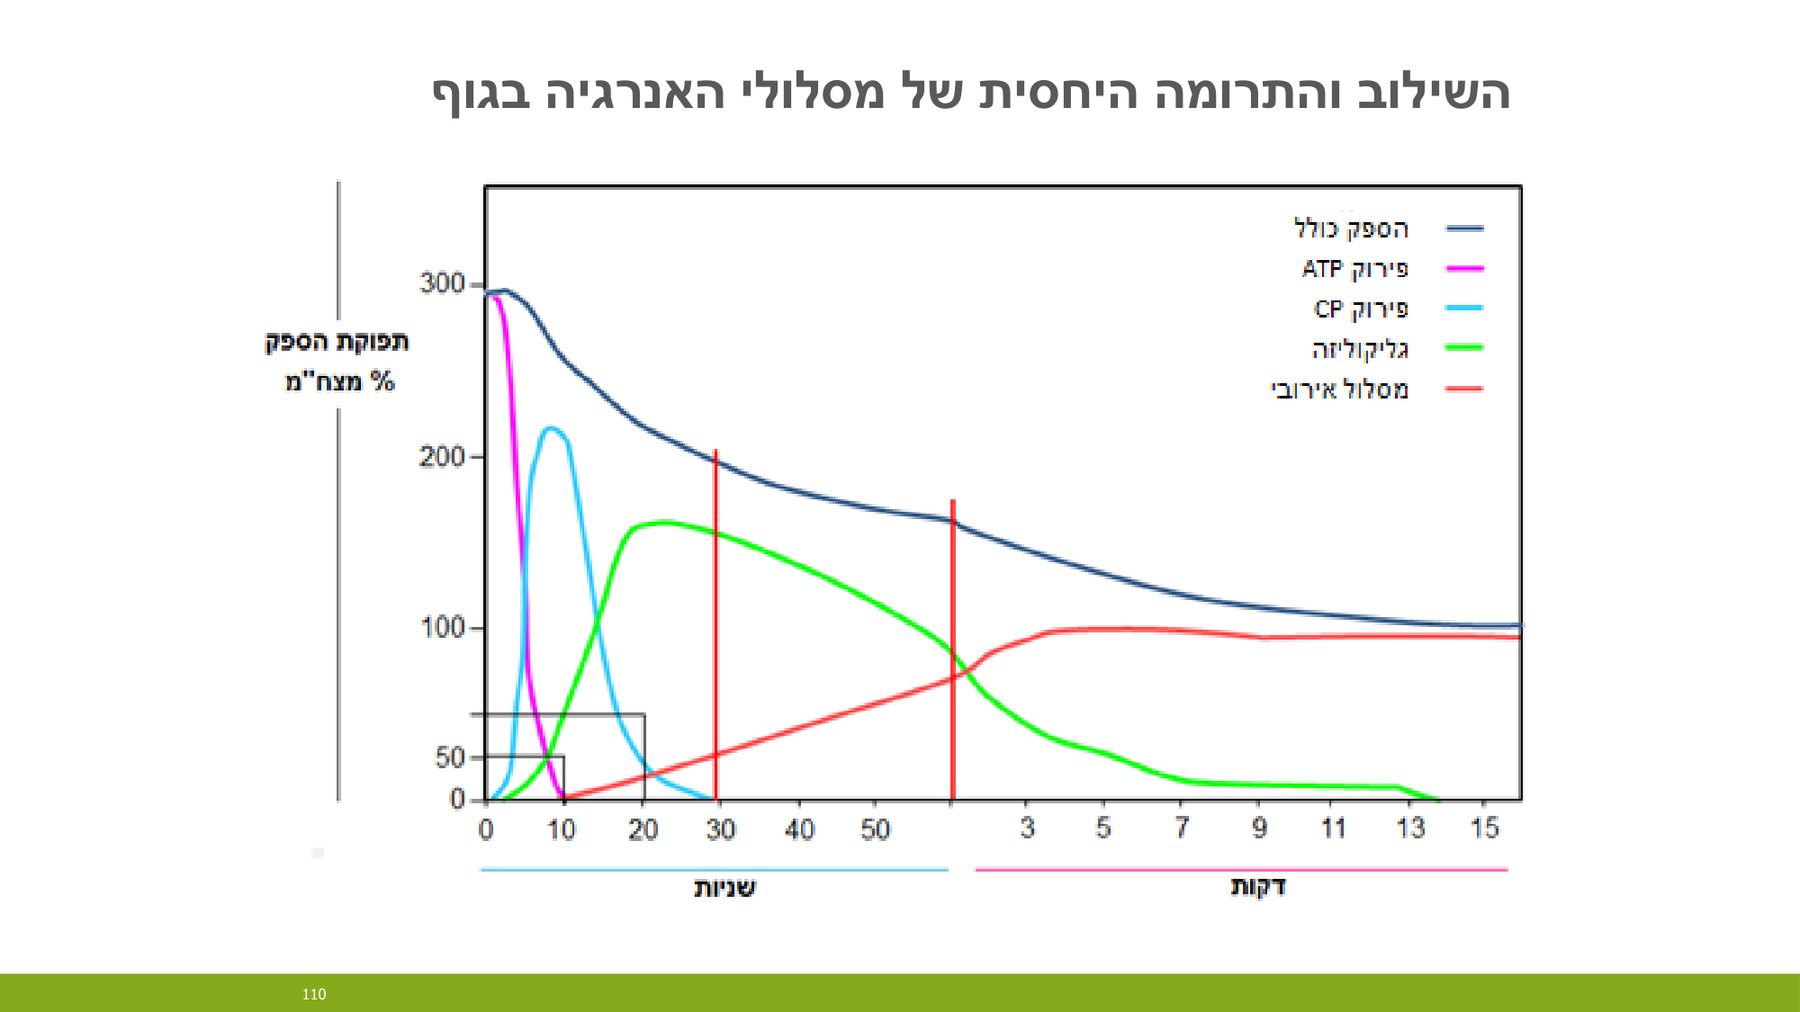 השילוב והתרומה היחסית של מסלולי האנרגיה בגוף
הספק כולל
פירוק ATP
פירוק CP
גליקוליזה
מסלול אירובי
תפוקת הספק
% מצח"מ
300
200
100
50
0
0 10 20 30 40 50 3 5 7 9 11 13 15
שניות
דקות
110